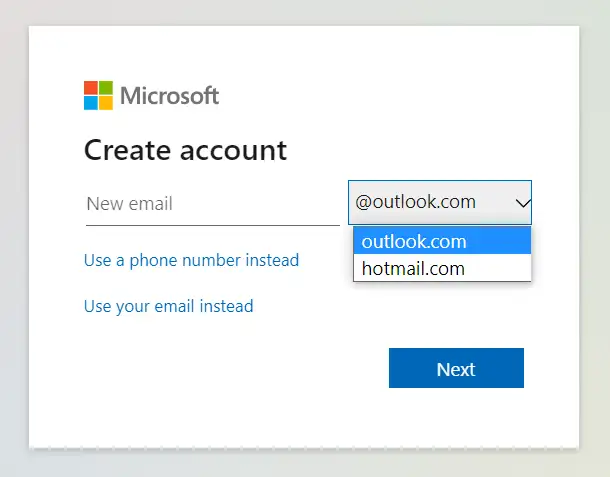 Microsoft
Create account
New email
@outlook.com
outlook.com
hotmail.com
Use a phone number instead
Use your email instead
Next